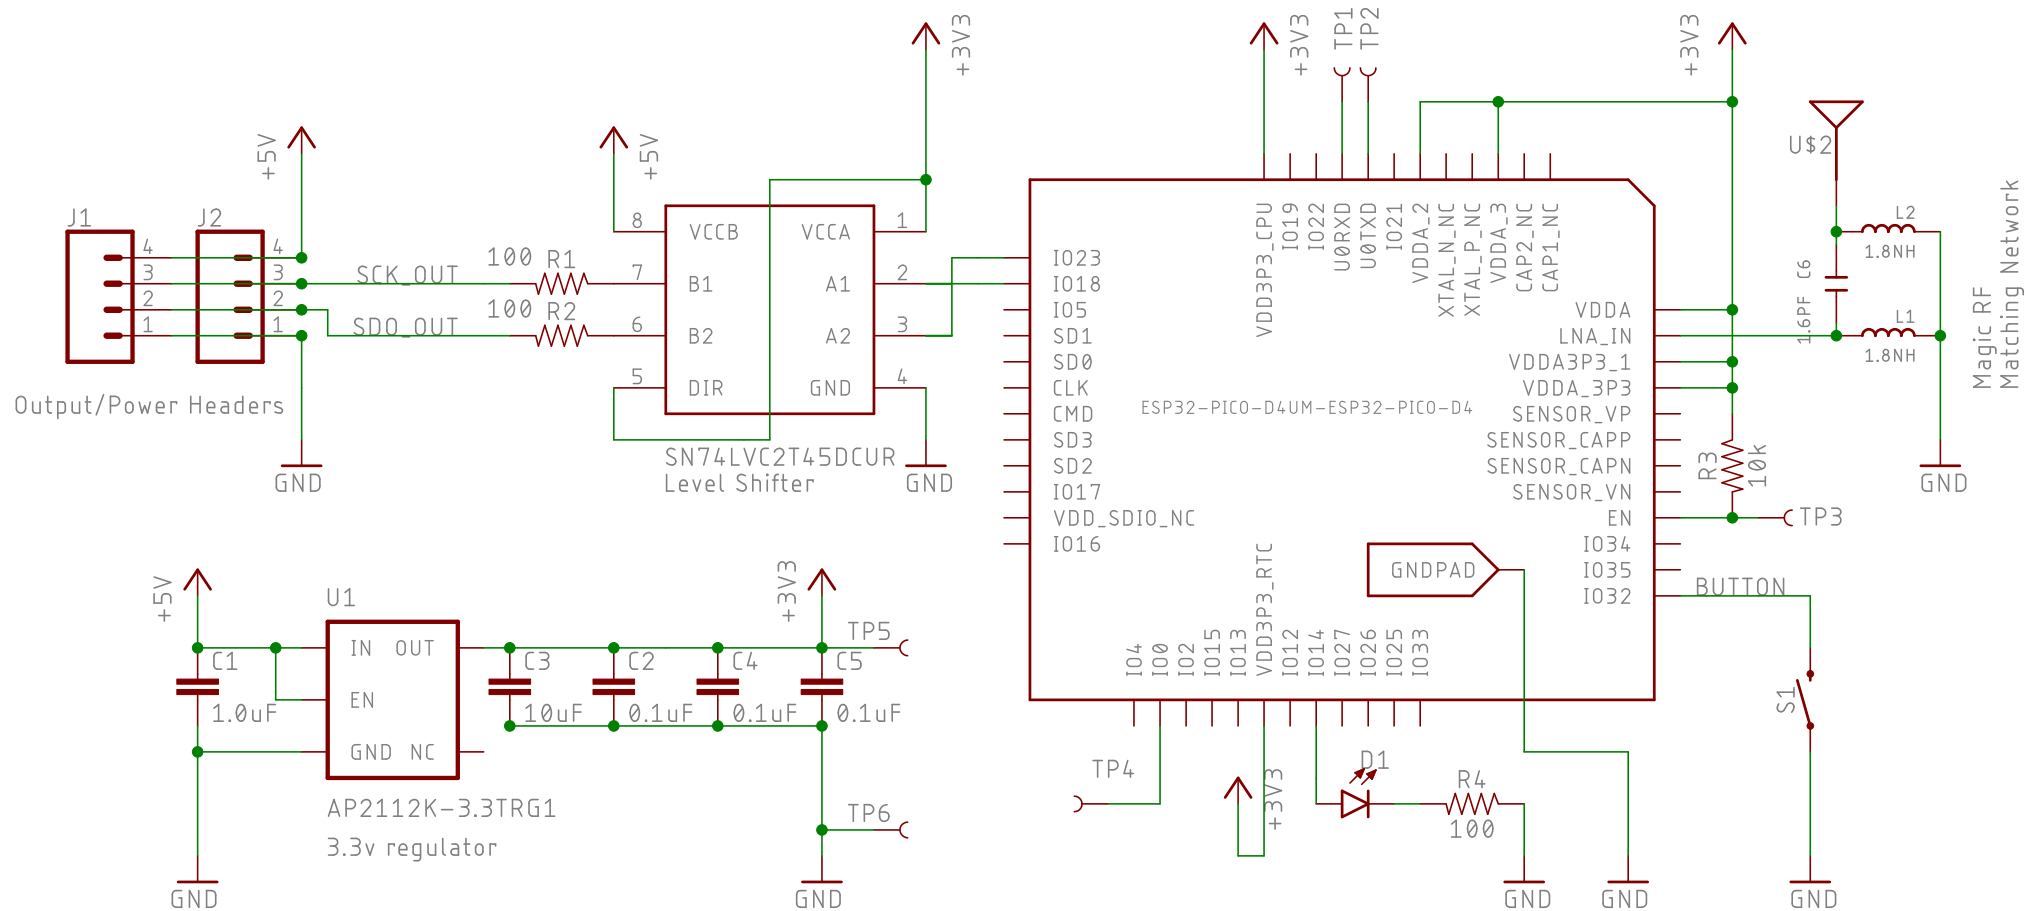 +5V
J1
J2
4
3
2
1
4
3
2
1
SCK_OUT
SDO_OUT
100
R1
100
R2
Output/Power Headers
GND
+5V
+3V3
8
VCCB
VCCA
1
7
B1
A1
2
6
B2
A2
3
5
DIR
GND
4
SN74LVC2T45DCUR
Level Shifter
GND
+3V3
TP1
TP2
+3V3
VDD3P3_CPU
IO19
IO22
U0RXD
U0TXD
IO21
VDDA_2
XTAL_N_NC
XTAL_P_NC
VDDA_3
CAP2_NC
CAP1_NC
IO23
IO18
IO5
SD1
SD0
CLK
CMD
SD3
SD2
IO17
VDD_SDIO_NC
IO16
ESP32-PICO-D4UM-ESP32-PICO-D4
VDDA
LNA_IN
VDDA3P3_1
VDDA_3P3
SENSOR_VP
SENSOR_CAPP
SENSOR_CAPN
SENSOR_VN
EN
IO34
IO35
IO32
GNDPAD
IO4
IO0
IO2
IO15
IO13
VDD3P3_RTC
IO12
IO14
IO27
IO26
IO25
IO33
U$2
L2
1.8NH
C6
1.6PF
L1
1.8NH
Magic RF
Matching Network
GND
R3
10k
TP3
BUTTON
S1
GND
TP4
+3V3
D1
R4
100
GND
GND
+5V
U1
IN
OUT
EN
GND
NC
C1
1.0uF
AP2112K-3.3TRG1
3.3v regulator
GND
+3V3
TP5
C3
10uF
C2
0.1uF
C4
0.1uF
C5
0.1uF
TP6
GND